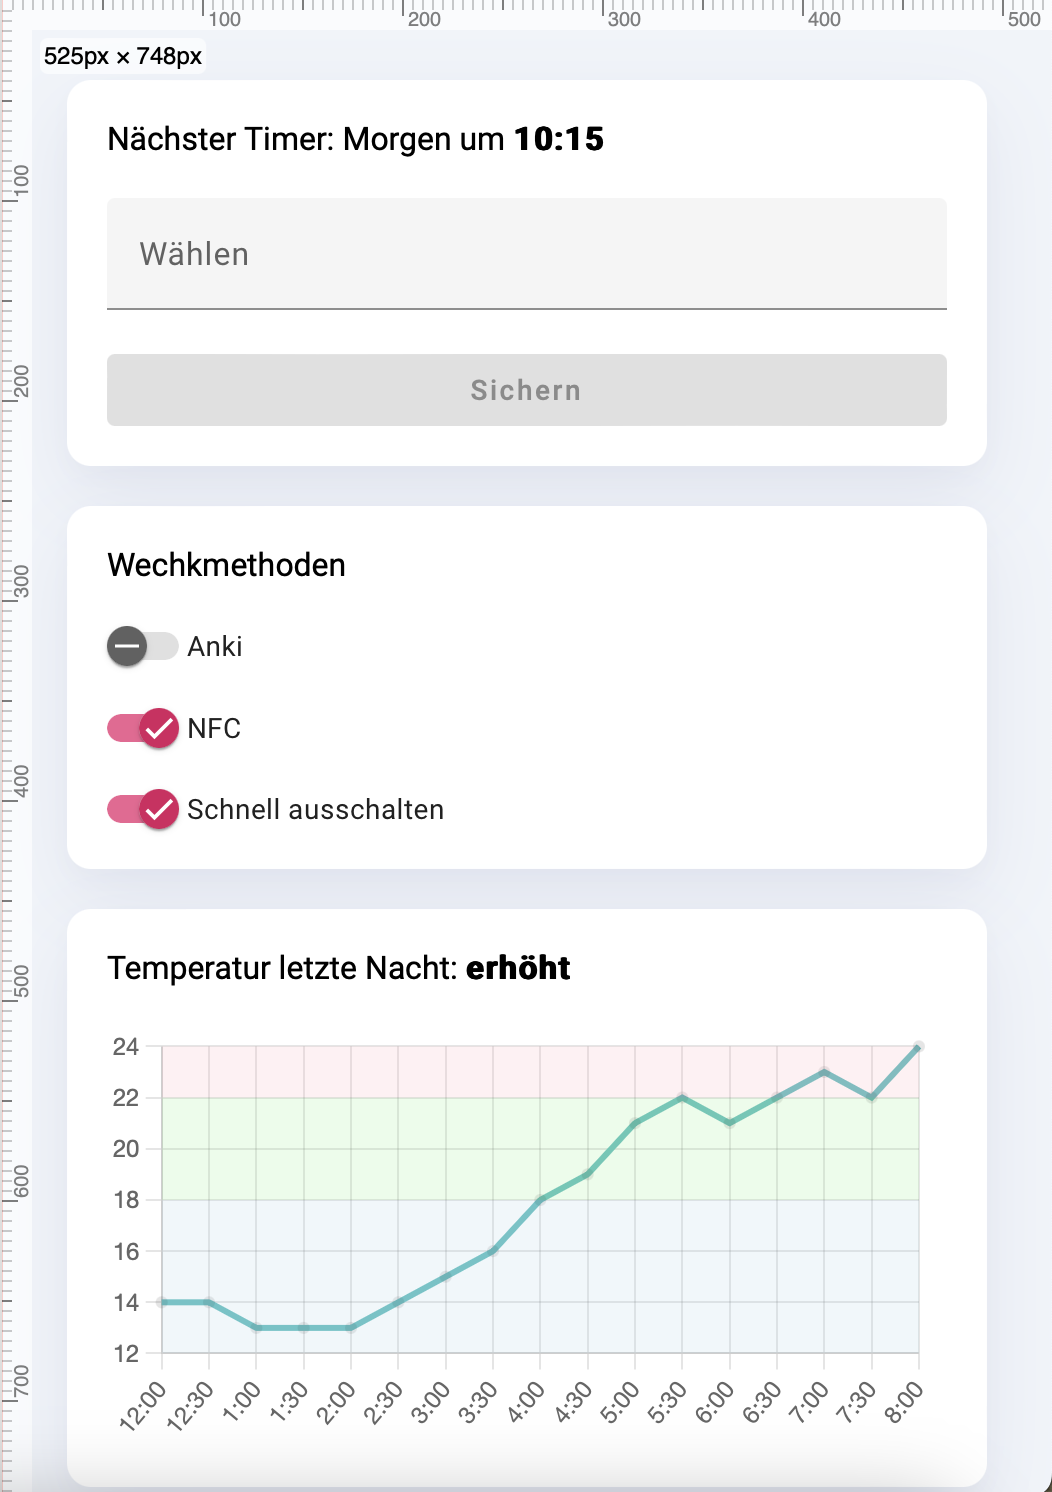 100 200 300 400 500
525px × 748px
Nächster Timer: Morgen um 10:15
100
Wählen
200
Sichern
300
Wechkmethoden
Anki
NFC
400
Schnell ausschalten
500
Temperatur letzte Nacht: erhöht
24
22
20
600
18
16
14
12
700
12:00 12:30 1:00 1:30 2:00 2:30 3:00 3:30 4:00 4:30 5:00 5:30 6:00 6:30 7:00 7:30 8:00